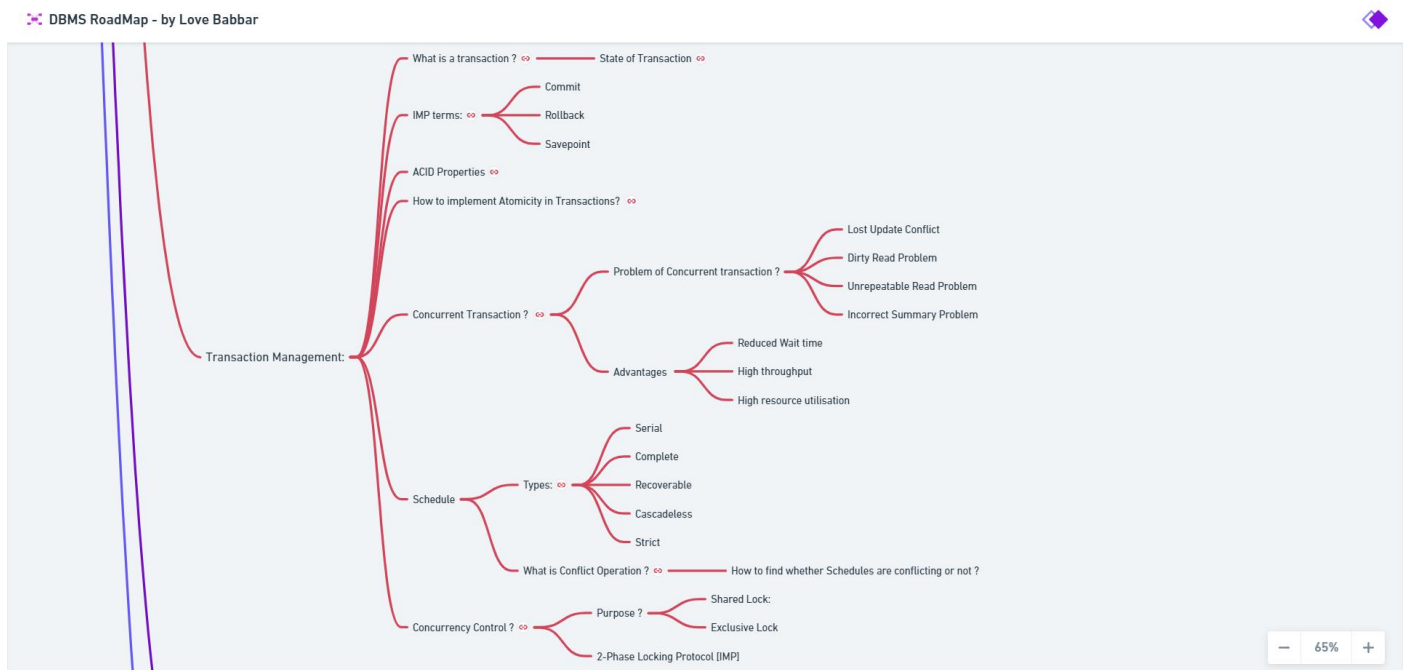 DBMS RoadMap - by Love Babbar
What is a transaction ?
State of Transaction
IMP terms:
Commit
Rollback
Savepoint
ACID Properties
How to implement Atomicity in Transactions?
Transaction Management:
Concurrent Transaction ?
Problem of Concurrent transaction ?
Lost Update Conflict
Dirty Read Problem
Unrepeatable Read Problem
Incorrect Summary Problem
Advantages
Reduced Wait time
High throughput
High resource utilisation
Schedule
Types:
Serial
Complete
Recoverable
Cascadeless
Strict
What is Conflict Operation ?
How to find whether Schedules are conflicting or not ?
Concurrency Control ?
Purpose ?
Shared Lock:
Exclusive Lock
2-Phase Locking Protocol [IMP]
− 65% +